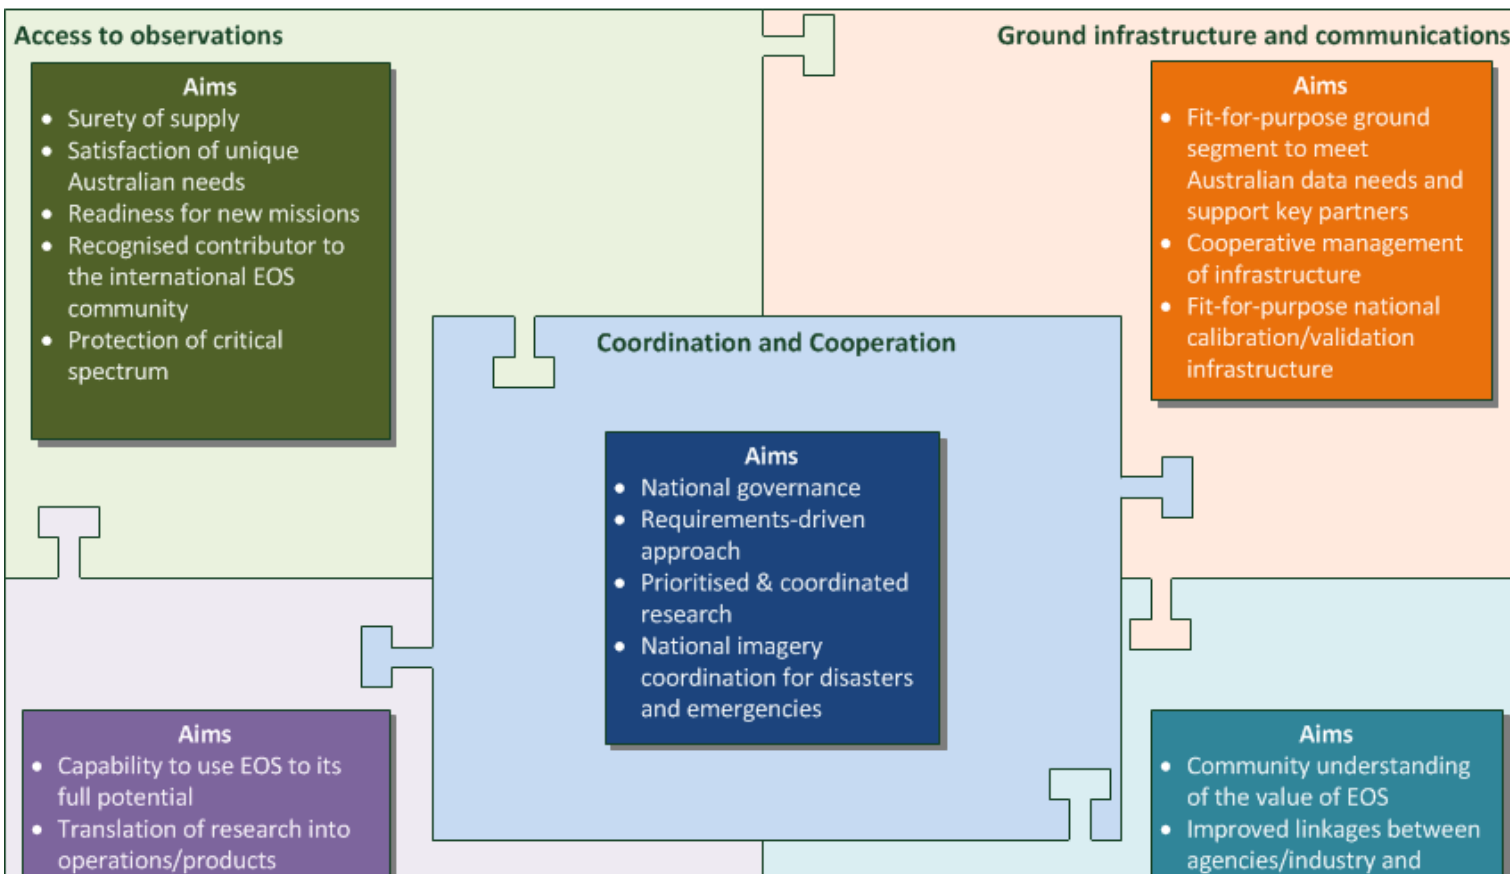 Access to observations
Aims
• Surety of supply
• Satisfaction of unique
Australian needs
• Readiness for new missions
• Recognised contributor to
the international EOS
community
• Protection of critical
spectrum
Ground infrastructure and communications
Aims
• Fit-for-purpose ground
segment to meet
Australian data needs and
support key partners
• Cooperative management
of infrastructure
• Fit-for-purpose national
calibration/validation
infrastructure
Coordination and Cooperation
Aims
• National governance
• Requirements-driven
approach
• Prioritised & coordinated
research
• National imagery
coordination for disasters
and emergencies
Aims
• Capability to use EOS to its
full potential
• Translation of research into
operations/products
Aims
• Community understanding
of the value of EOS
• Improved linkages between
agencies/industry and